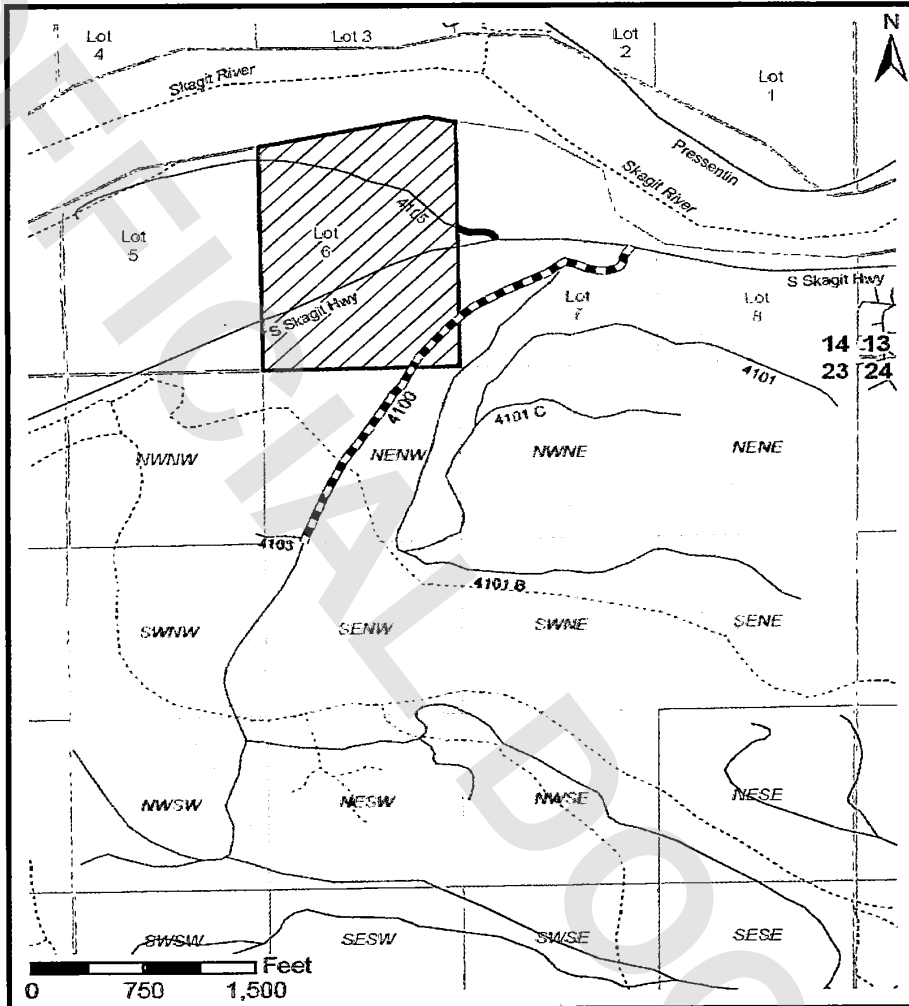 Lot 4
Lot 3
Lot 2
N
Lot 1
Skagit River
Pressentin
Skagit River
4105
Lot 5
Lot 6
S Skagit Hwy
S Skagit Hwy
Lot 7
Lot 8
14 13
23 24
4101
4100
4101 C
NWNW
NENW
NWNE
NENE
4103
4101 B
SWNW
SENW
SWNE
SENE
NWSW
NESW
NWSE
NESE
SWSW
SESW
SWSE
SESE
Feet
0 750 1,500